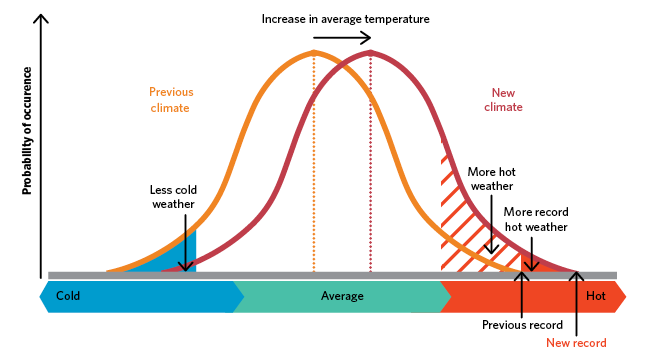 Increase in average temperature
Probability of occurence
Previous
climate
New
climate
Less cold
weather
More hot
weather
More record
hot weather
Cold
Average
Hot
Previous record
New record